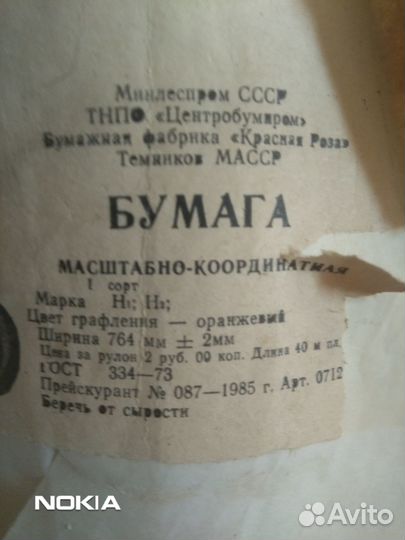 Минлеспром СССР
ТНПО «Центробумпром»
Бумажная фабрика «Красная Роза»
Темников МАССР
БУМАГА
МАСШТАБНО-КООРДИНАТНАЯ
I сорт
Марка Н₁; Н₂;
Цвет графления — оранжевый
Ширина 764 мм ± 2мм
Цена за рулон 2 руб. 00 коп. Длина 40 м пл.
ГОСТ 334—73
Прейскурант № 087—1985 г. Арт. 0712
Беречь от сырости
NOKIA
Avito